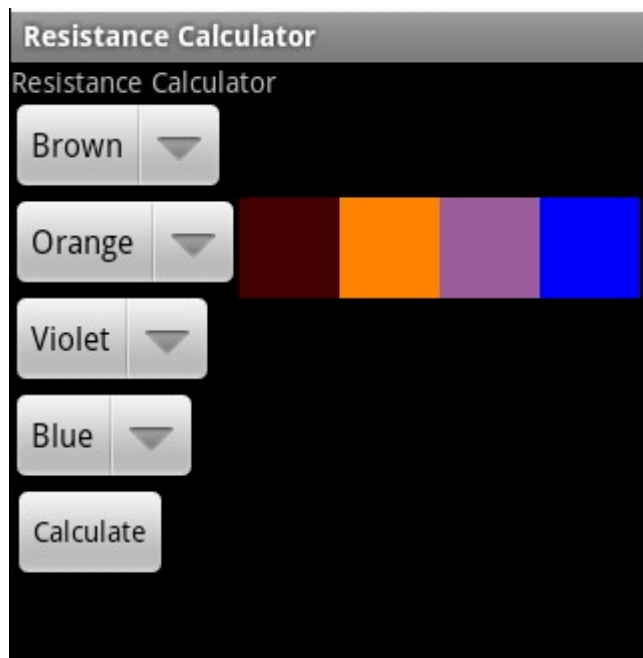 Resistance Calculator
Resistance Calculator
Brown
Orange
Violet
Blue
Calculate